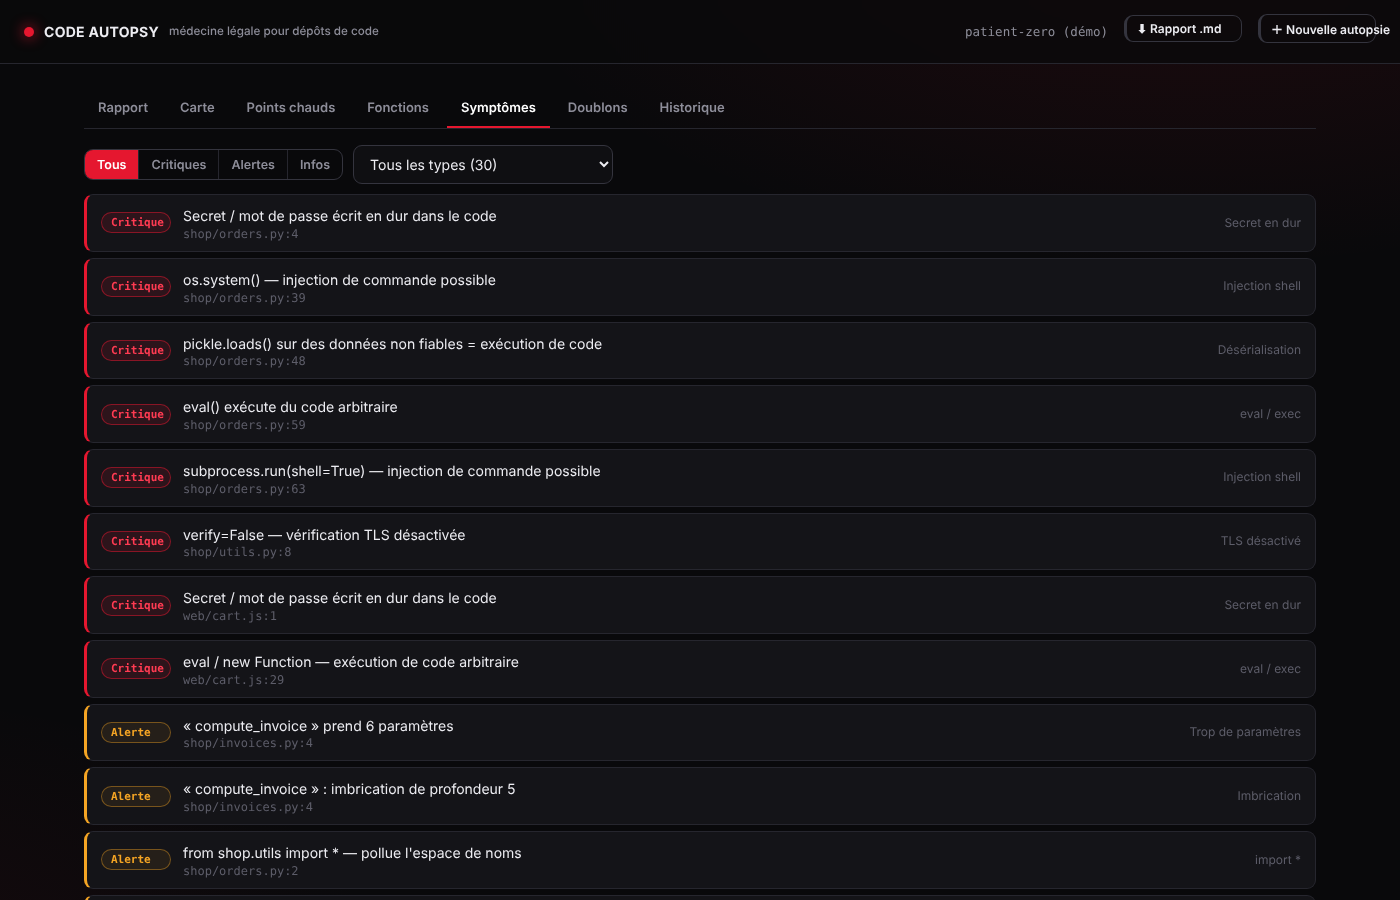 CODE AUTOPSY médecine légale pour dépôts de code patient-zero (démo) ⬇ Rapport .md + Nouvelle autopsie
Rapport Carte Points chauds Fonctions Symptômes Doublons Historique
Tous Critiques Alertes Infos Tous les types (30)
Critique Secret / mot de passe écrit en dur dans le code Secret en dur
shop/orders.py:4
Critique os.system() — injection de commande possible Injection shell
shop/orders.py:39
Critique pickle.loads() sur des données non fiables = exécution de code Désérialisation
shop/orders.py:48
Critique eval() exécute du code arbitraire eval / exec
shop/orders.py:59
Critique subprocess.run(shell=True) — injection de commande possible Injection shell
shop/orders.py:63
Critique verify=False — vérification TLS désactivée TLS désactivé
shop/utils.py:8
Critique Secret / mot de passe écrit en dur dans le code Secret en dur
web/cart.js:1
Critique eval / new Function — exécution de code arbitraire eval / exec
web/cart.js:29
Alerte « compute_invoice » prend 6 paramètres Trop de paramètres
shop/invoices.py:4
Alerte « compute_invoice » : imbrication de profondeur 5 Imbrication
shop/invoices.py:4
Alerte from shop.utils import * — pollue l'espace de noms import *
shop/orders.py:2